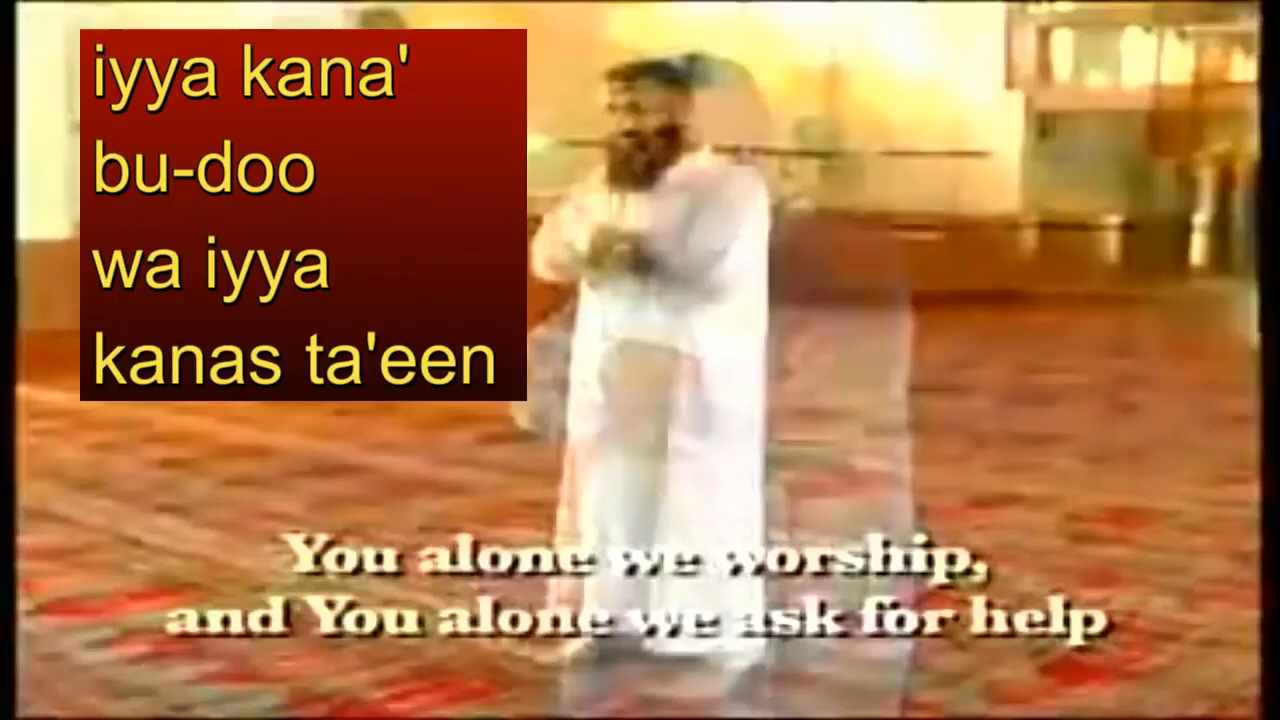 iyya kana'
bu-doo
wa iyya
kanas ta'een
You alone we worship,
and You alone we ask for help